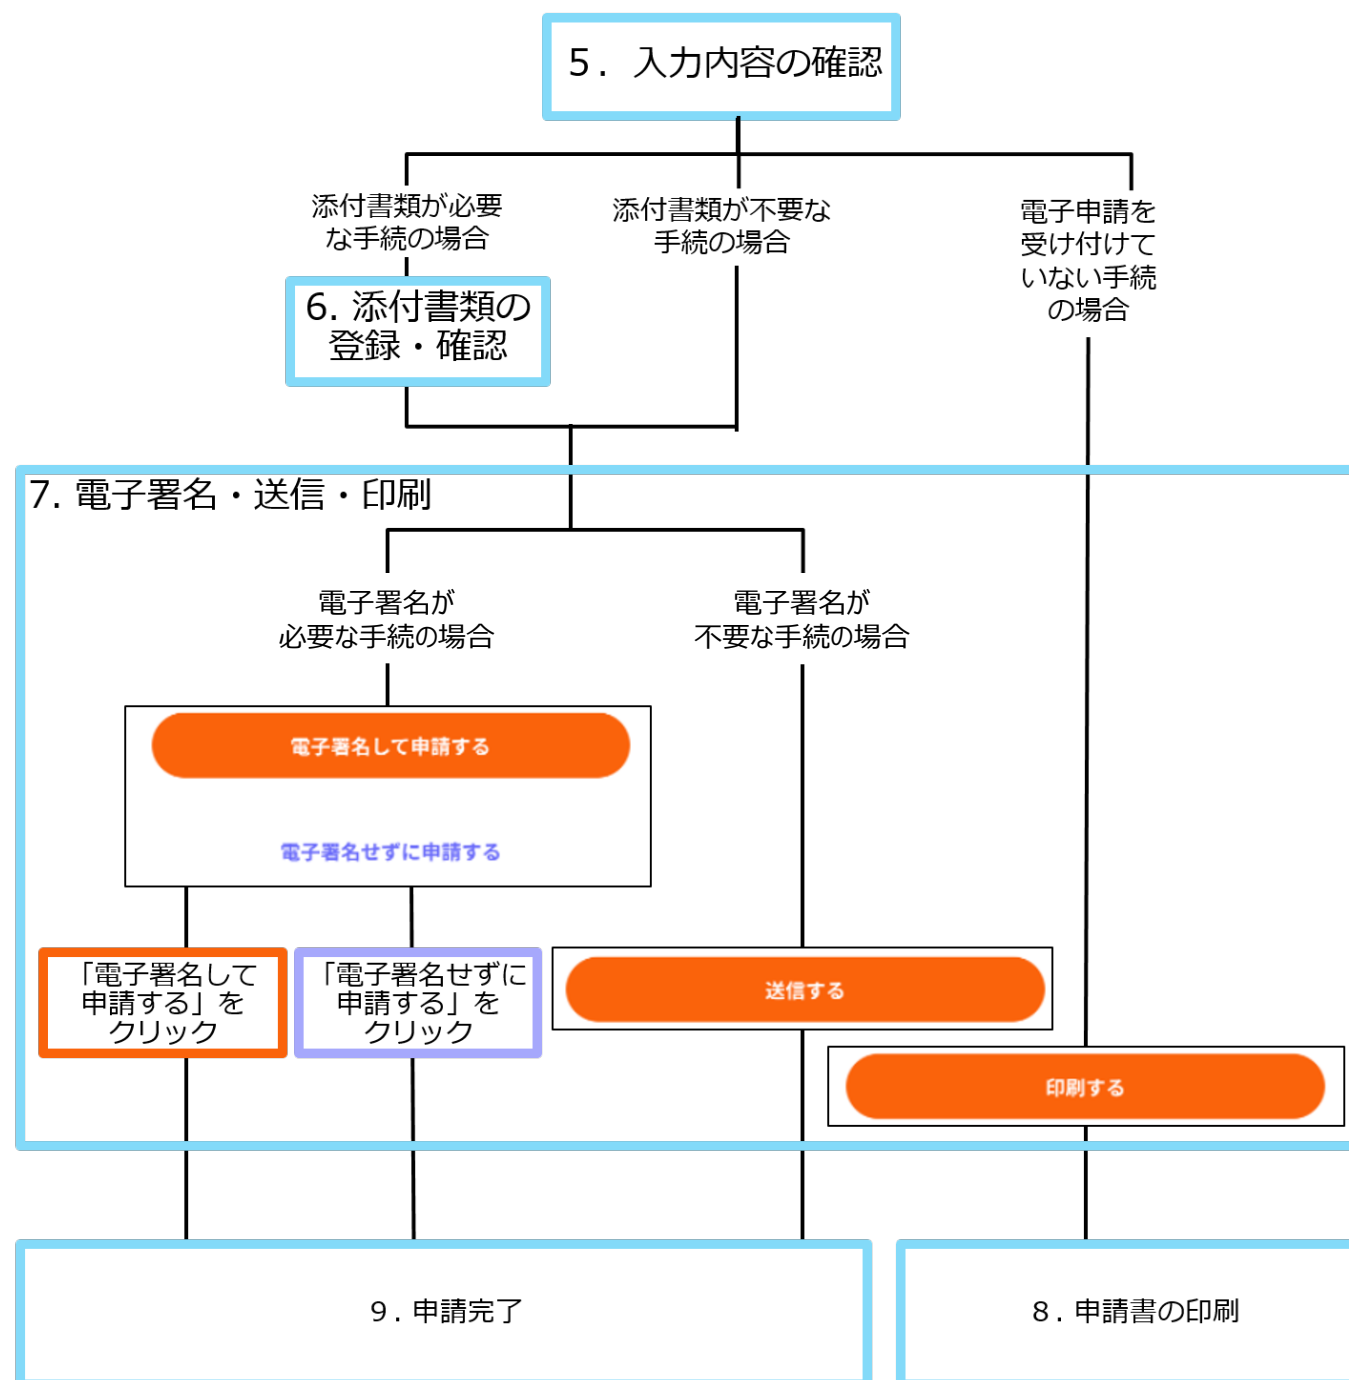 ５．入力内容の確認
添付書類が必要
な手続の場合
添付書類が不要な
手続の場合
電子申請を
受け付けて
いない手続
の場合
6. 添付書類の
登録・確認
7. 電子署名・送信・印刷
電子署名が
必要な手続の場合
電子署名が
不要な手続の場合
電子署名して申請する
電子署名せずに申請する
「電子署名して
申請する」を
クリック
「電子署名せずに
申請する」を
クリック
送信する
印刷する
９. 申請完了
８. 申請書の印刷